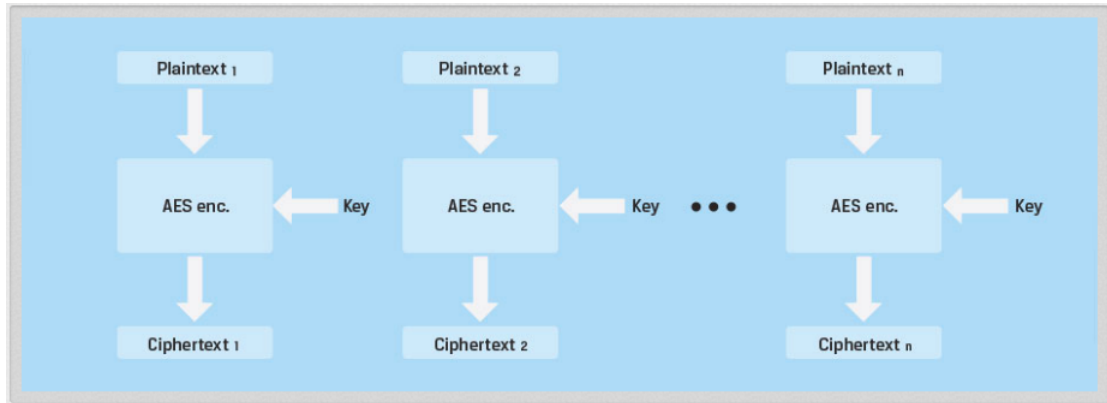 Plaintext 1
Plaintext 2
Plaintext n
AES enc.
Key
AES enc.
Key
•••
AES enc.
Key
Ciphertext 1
Ciphertext 2
Ciphertext n